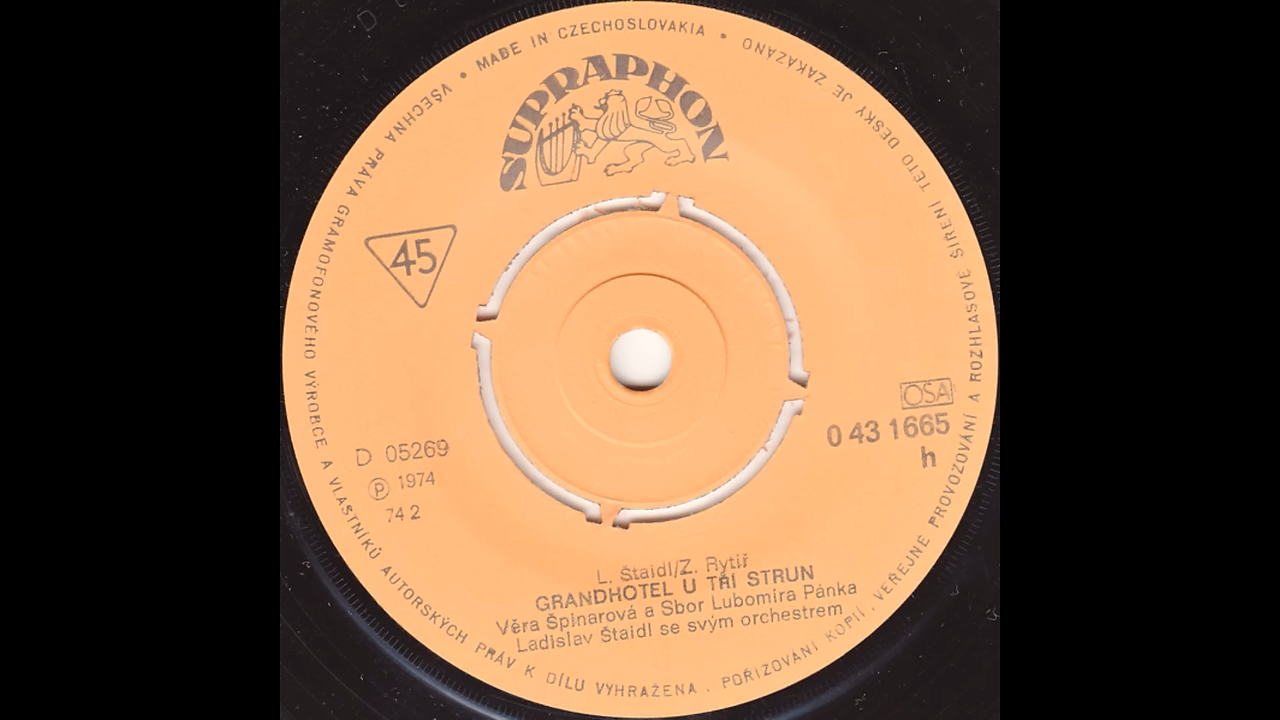 MADE IN CZECHOSLOVAKIA • VŠECHNA PRÁVA GRAMOFONOVÉHO VÝROBCE A VLASTNÍKŮ AUTORSKÝCH PRÁV K DÍLU VYHRAŽENA . POŘIZOVÁNÍ KOPIÍ, VEŘEJNÉ PROVOZOVÁNÍ A ROZHLASOVÉ ŠÍŘENÍ TÉTO DESKY JE ZAKÁZÁNO •
SUPRAPHON
45
OSA
0 43 1665
h
D 05269
Ⓟ 1974
74 2
L. Štaidl/Z. Rytíř
GRANDHOTEL U TŘÍ STRUN
Věra Špinarová a Sbor Lubomíra Pánka
Ladislav Štaidl se svým orchestrem